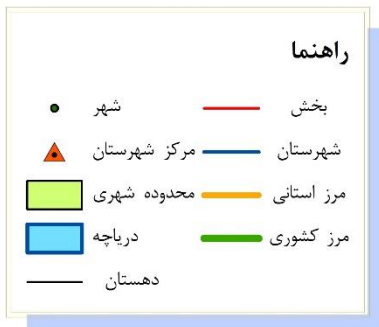 راهنما
بخش شهر
شهرستان مرکز شهرستان
مرز استانی محدوده شهری
مرز کشوری دریاچه
دهستان